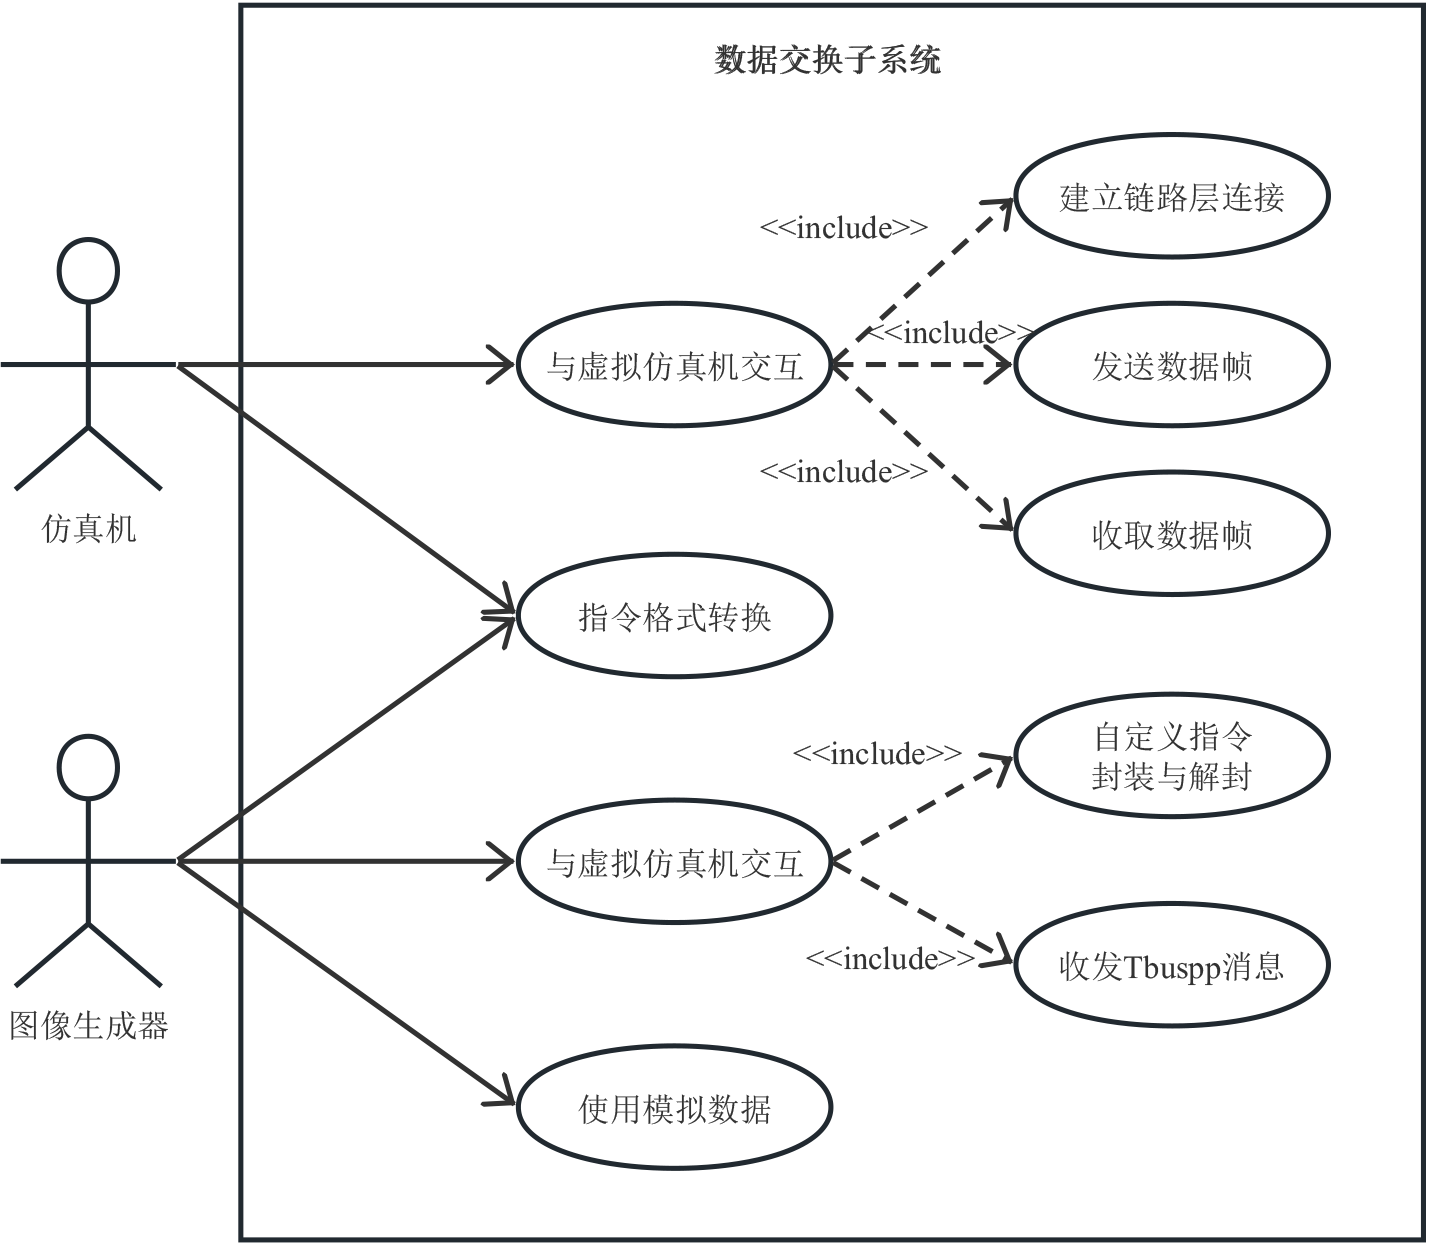 数据交换子系统
建立链路层连接
<<include>>
<<include>>
与虚拟仿真机交互
发送数据帧
<<include>>
仿真机
收取数据帧
指令格式转换
自定义指令
封装与解封
<<include>>
与虚拟仿真机交互
<<include>>
收发Tbuspp消息
图像生成器
使用模拟数据